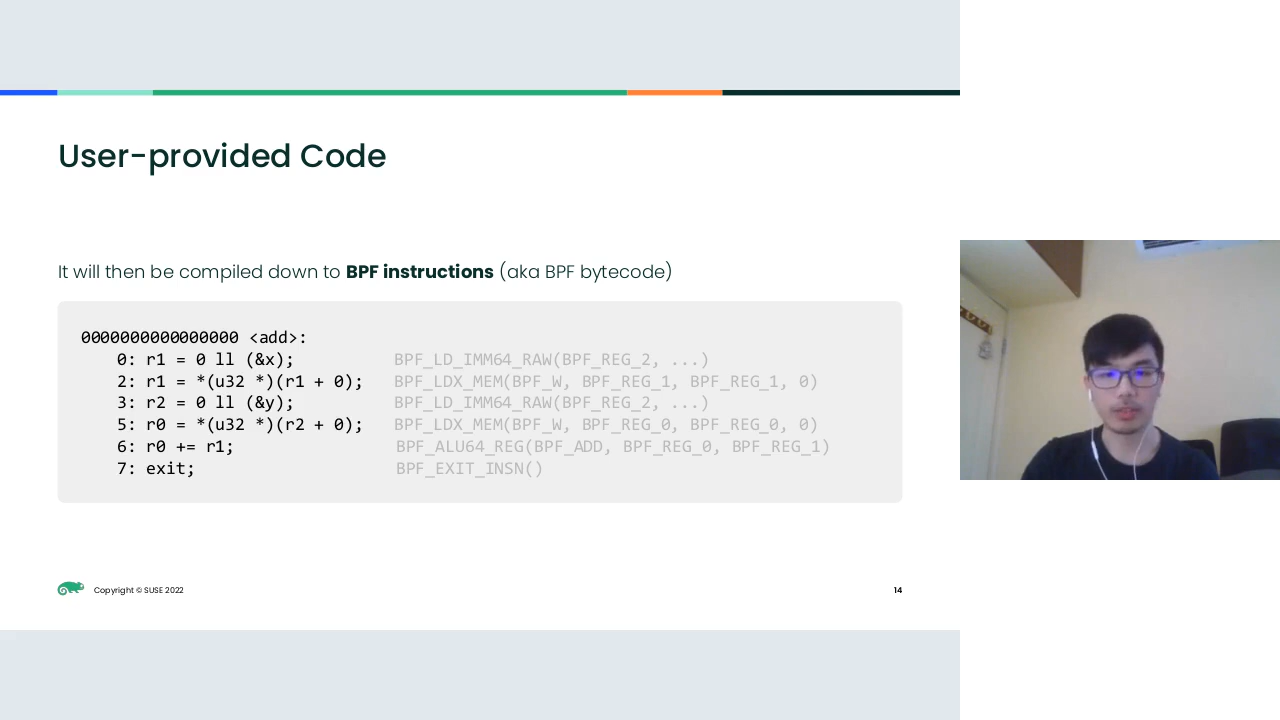 User-provided Code
It will then be compiled down to BPF instructions (aka BPF bytecode)
0000000000000000 <add>:
0: r1 = 0 ll (&x); BPF_LD_IMM64_RAW(BPF_REG_2, ...)
2: r1 = *(u32 *)(r1 + 0); BPF_LDX_MEM(BPF_W, BPF_REG_1, BPF_REG_1, 0)
3: r2 = 0 ll (&y); BPF_LD_IMM64_RAW(BPF_REG_2, ...)
5: r0 = *(u32 *)(r2 + 0); BPF_LDX_MEM(BPF_W, BPF_REG_0, BPF_REG_0, 0)
6: r0 += r1; BPF_ALU64_REG(BPF_ADD, BPF_REG_0, BPF_REG_1)
7: exit; BPF_EXIT_INSN()
Copyright © SUSE 2022
14